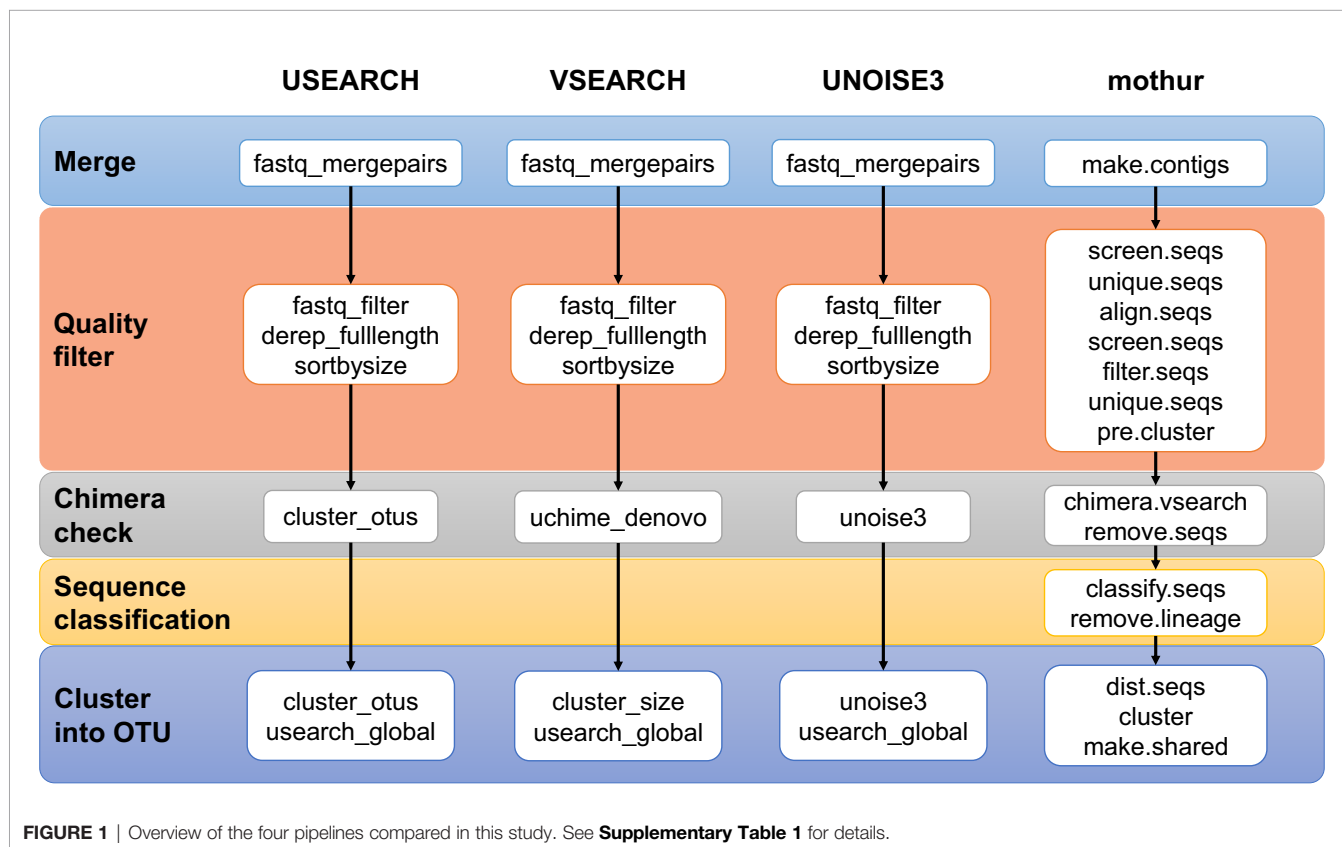 USEARCH VSEARCH UNOISE3 mothur
Merge
fastq_mergepairs fastq_mergepairs fastq_mergepairs make.contigs
Quality
filter
fastq_filter
derep_fulllength
sortbysize
fastq_filter
derep_fulllength
sortbysize
fastq_filter
derep_fulllength
sortbysize
screen.seqs
unique.seqs
align.seqs
screen.seqs
filter.seqs
unique.seqs
pre.cluster
Chimera
check
cluster_otus
uchime_denovo
unoise3
chimera.vsearch
remove.seqs
Sequence
classification
classify.seqs
remove.lineage
Cluster
into OTU
cluster_otus
usearch_global
cluster_size
usearch_global
unoise3
usearch_global
dist.seqs
cluster
make.shared
FIGURE 1 | Overview of the four pipelines compared in this study. See Supplementary Table 1 for details.